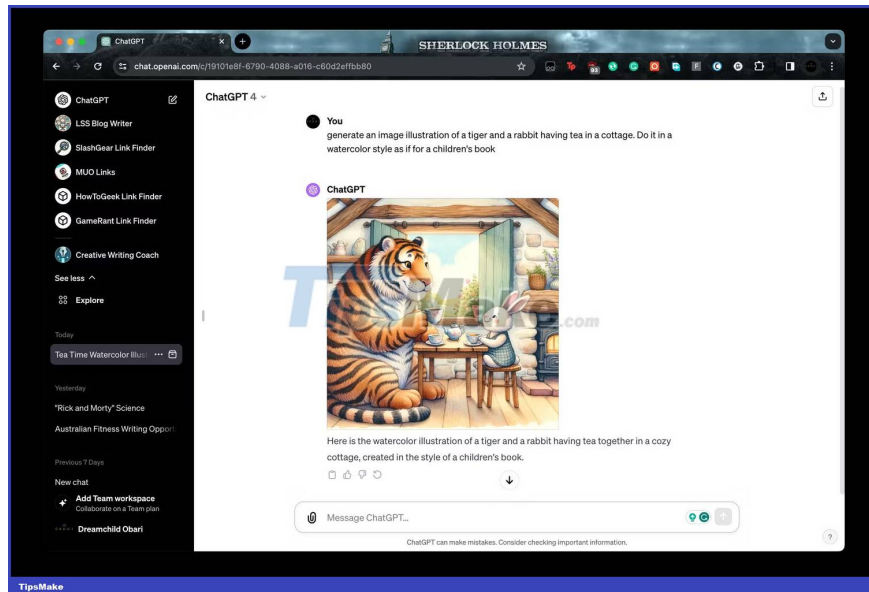 ChatGPT
SHERLOCK HOLMES
chat.openai.com/c/19101e8f-6790-4088-a016-c60d2effbb80
Tp
93
F
ChatGPT
LSS Blog Writer
SlashGear Link Finder
MUO Links
HowToGeek Link Finder
GameRant Link Finder
Creative Writing Coach
See less
Explore
Today
Tea Time Watercolor Illust
Yesterday
"Rick and Morty" Science
Australian Fitness Writing Opport
Previous 7 Days
New chat
Add Team workspace
Collaborate on a Team plan
Dreamchild Obari
ChatGPT 4
You
generate an image illustration of a tiger and a rabbit having tea in a cottage. Do it in a
watercolor style as if for a children's book
ChatGPT
TipsMake.com
Here is the watercolor illustration of a tiger and a rabbit having tea together in a cozy
cottage, created in the style of a children's book.
Message ChatGPT...
ChatGPT can make mistakes. Consider checking important information.
?
TipsMake